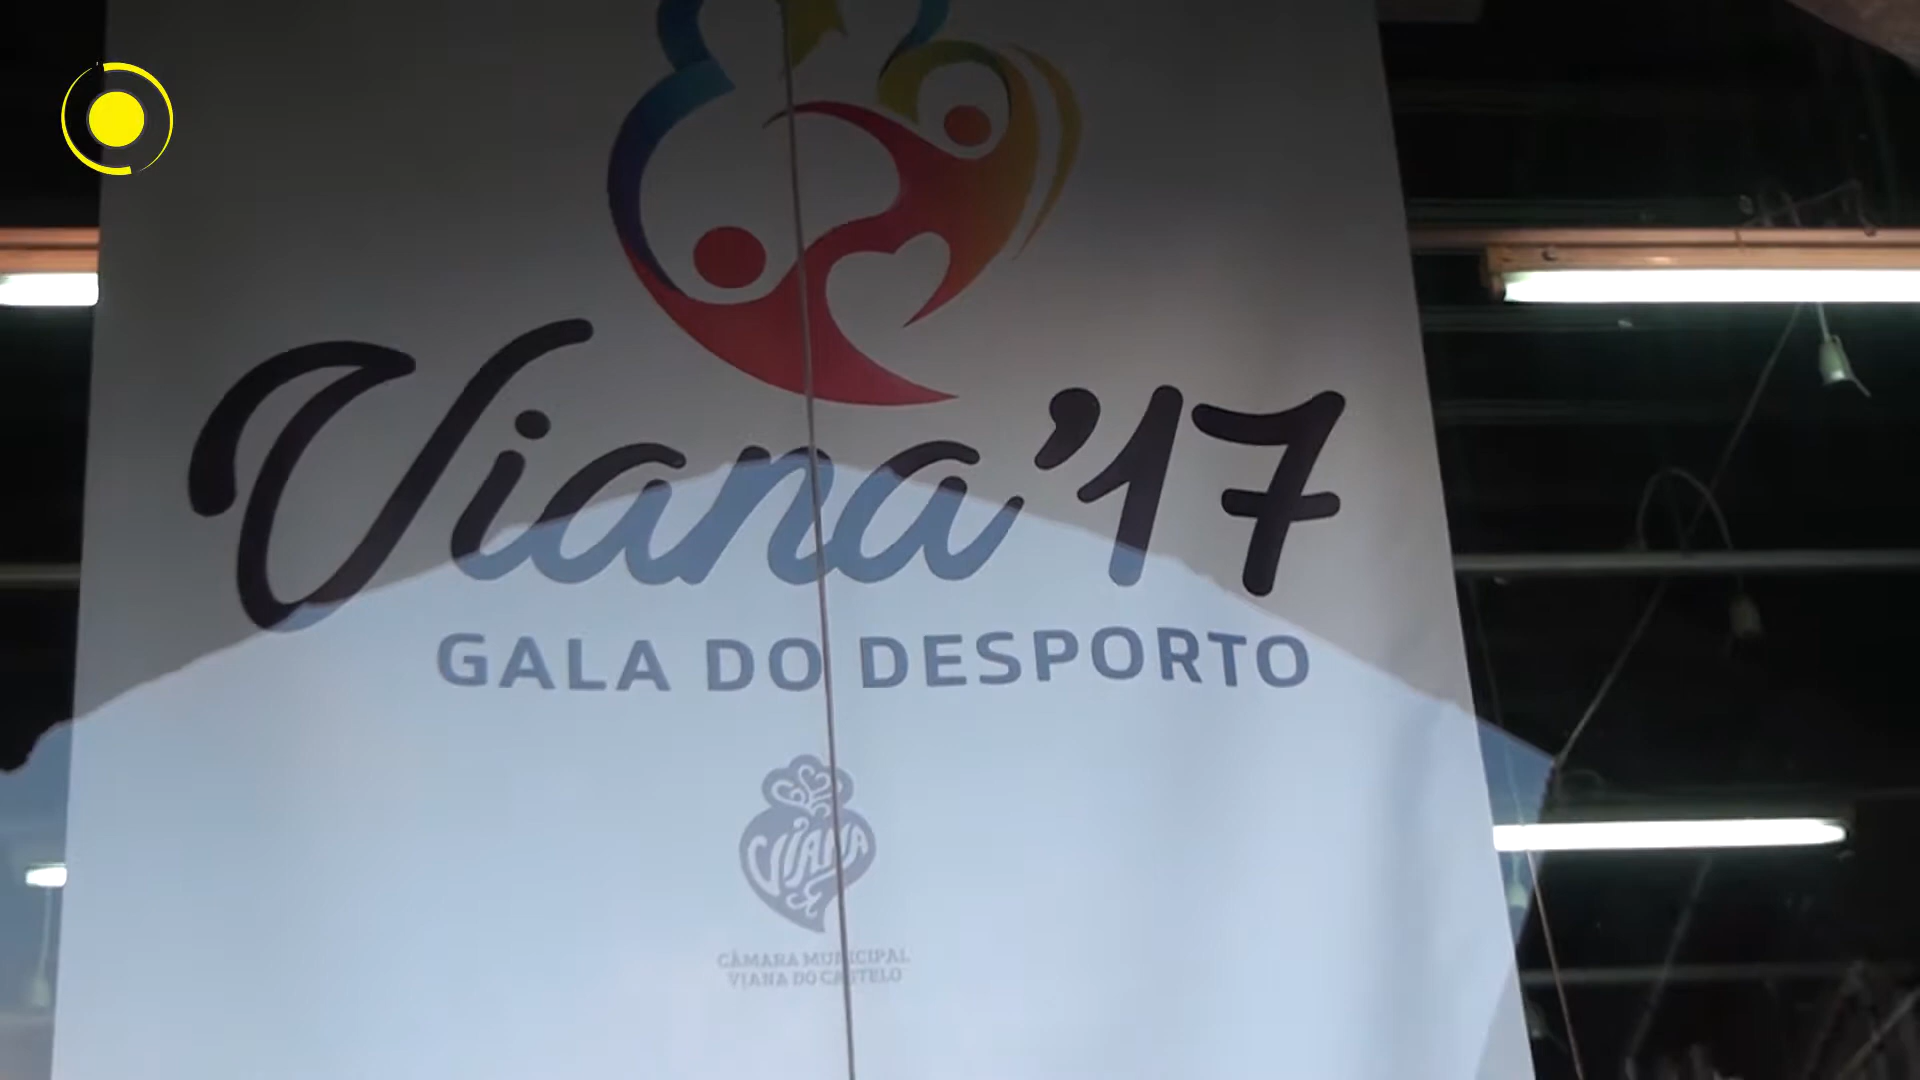 Viana '17
GALA DO DESPORTO
VIANA
CÂMARA MUNICIPAL
VIANA DO CASTELO